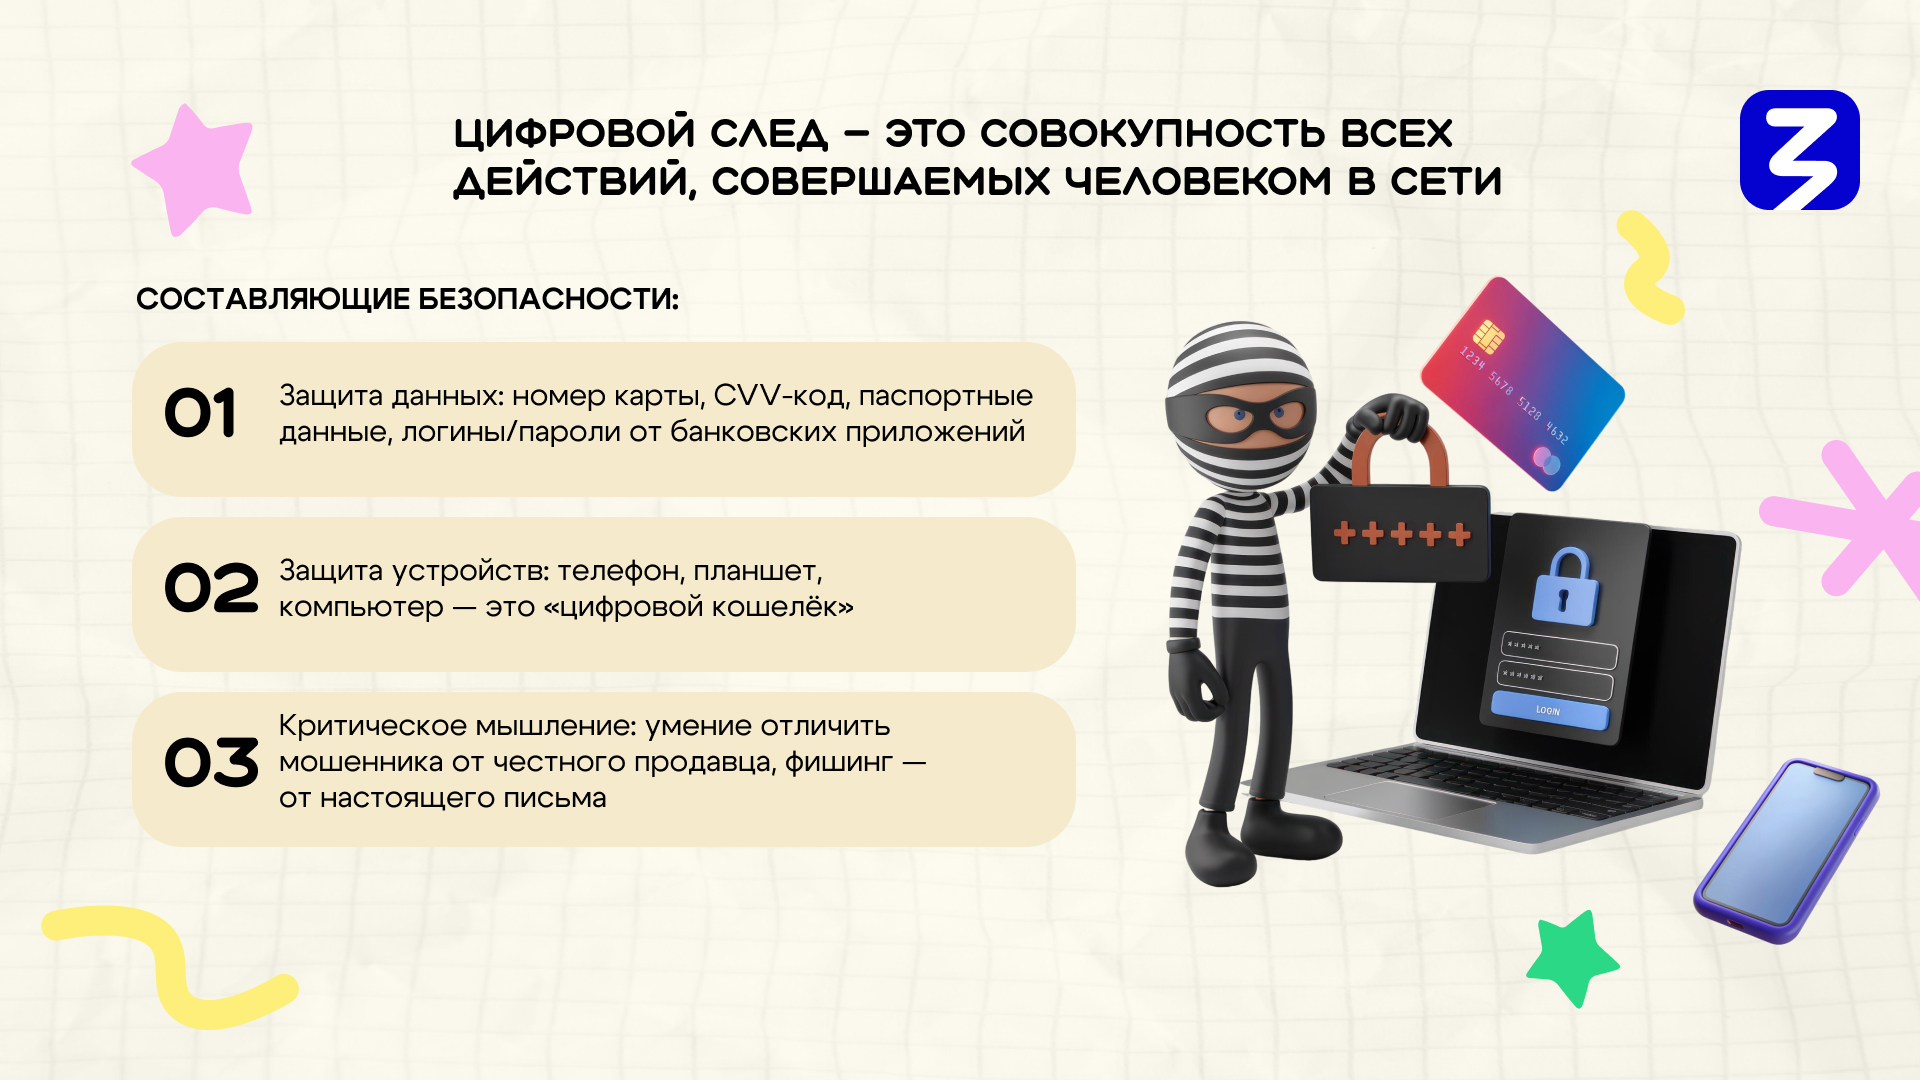 ЦИФРОВОЙ СЛЕД — ЭТО СОВОКУПНОСТЬ ВСЕХ
ДЕЙСТВИЙ, СОВЕРШАЕМЫХ ЧЕЛОВЕКОМ В СЕТИ
СОСТАВЛЯЮЩИЕ БЕЗОПАСНОСТИ:
01
Защита данных: номер карты, CVV-код, паспортные
данные, логины/пароли от банковских приложений
02
Защита устройств: телефон, планшет,
компьютер — это «цифровой кошелёк»
03
Критическое мышление: умение отличить
мошенника от честного продавца, фишинг —
от настоящего письма
1234 5678 5128 4632
LOGIN